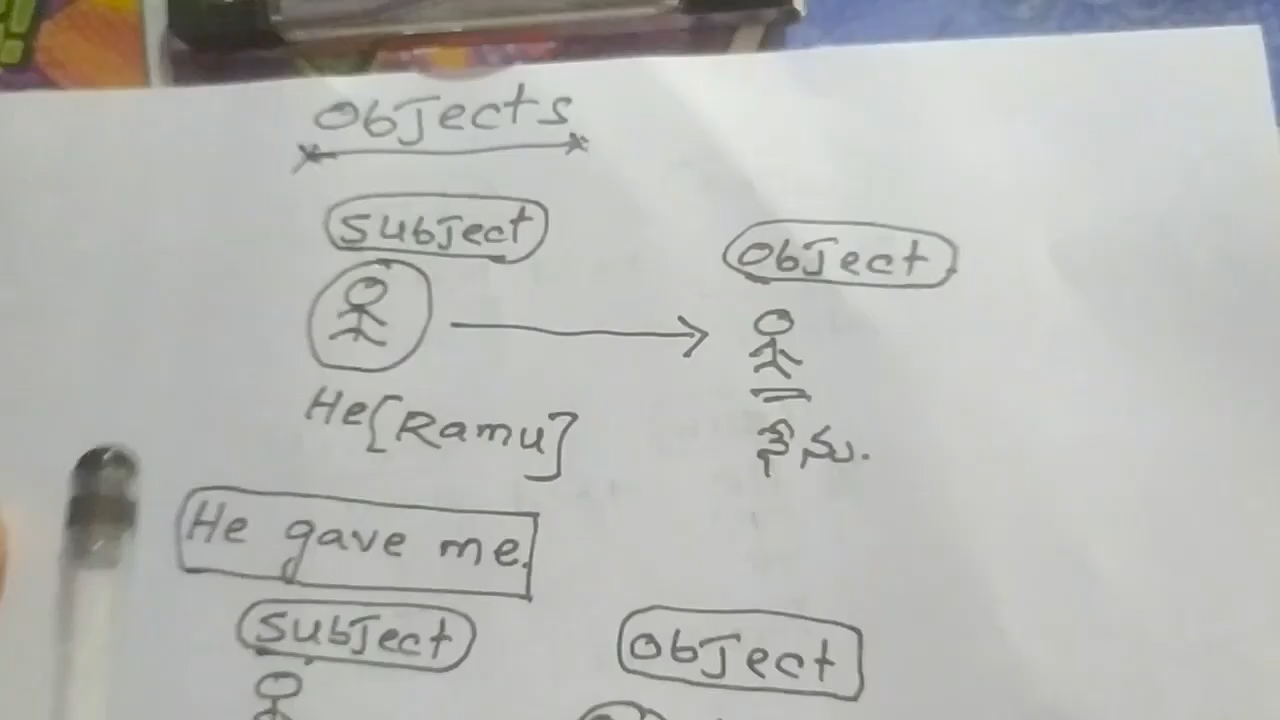 Objects
Subject
Object
He [Ramu]
నేను.
He gave me.
Subject
Object